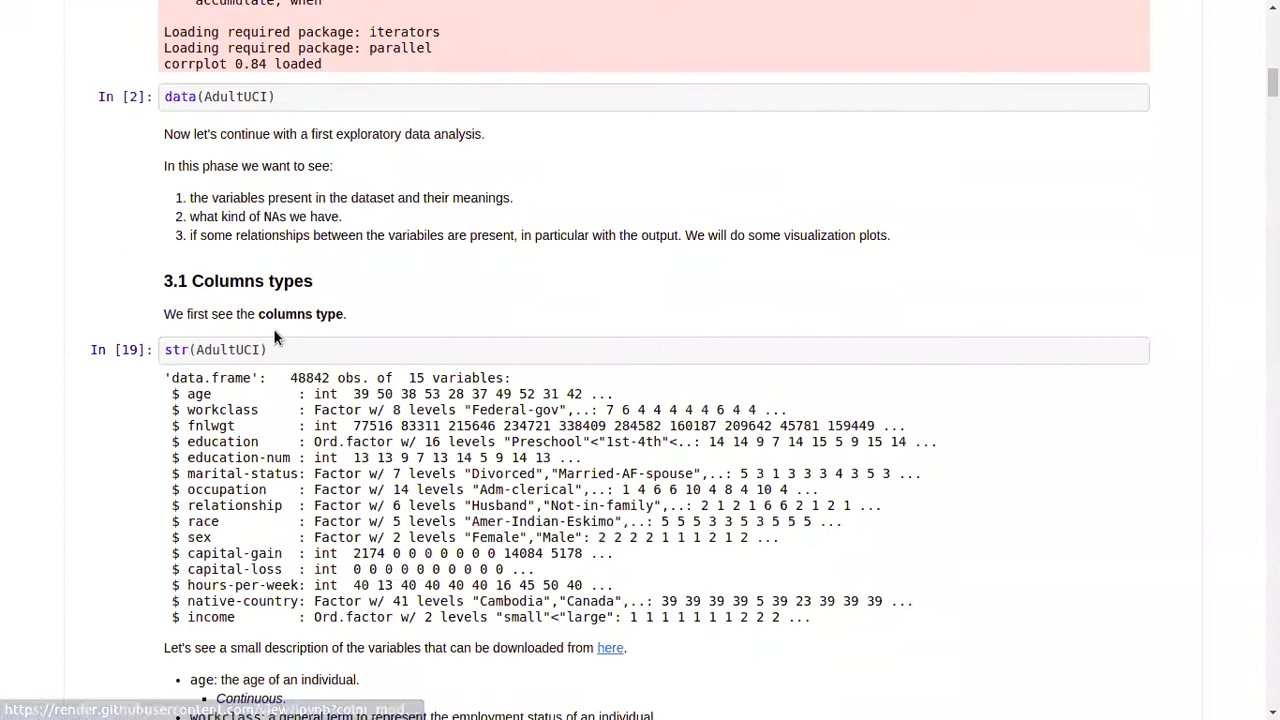 accumulate, when
Loading required package: iterators
Loading required package: parallel
corrplot 0.84 loaded
In [2]: data(AdultUCI)
Now let's continue with a first exploratory data analysis.
In this phase we want to see:
1. the variables present in the dataset and their meanings.
2. what kind of NAs we have.
3. if some relationships between the variabiles are present, in particular with the output. We will do some visualization plots.
3.1 Columns types
We first see the columns type.
In [19]: str(AdultUCI)
'data.frame':   48842 obs. of  15 variables:
$ age           : int  39 50 38 53 28 37 49 52 31 42 ...
$ workclass     : Factor w/ 8 levels "Federal-gov",..: 7 6 4 4 4 4 4 6 4 4 ...
$ fnlwgt        : int  77516 83311 215646 234721 338409 284582 160187 209642 45781 159449 ...
$ education     : Ord.factor w/ 16 levels "Preschool"<"1st-4th"<..: 14 14 9 7 14 15 5 9 15 14 ...
$ education-num : int  13 13 9 7 13 14 5 9 14 13 ...
$ marital-status: Factor w/ 7 levels "Divorced","Married-AF-spouse",..: 5 3 1 3 3 3 4 3 5 3 ...
$ occupation    : Factor w/ 14 levels "Adm-clerical",..: 1 4 6 6 10 4 8 4 10 4 ...
$ relationship  : Factor w/ 6 levels "Husband","Not-in-family",..: 2 1 2 1 6 6 2 1 2 1 ...
$ race          : Factor w/ 5 levels "Amer-Indian-Eskimo",..: 5 5 5 3 3 5 3 5 5 5 ...
$ sex           : Factor w/ 2 levels "Female","Male": 2 2 2 2 1 1 1 2 1 2 ...
$ capital-gain  : int  2174 0 0 0 0 0 0 0 14084 5178 ...
$ capital-loss  : int  0 0 0 0 0 0 0 0 0 0 ...
$ hours-per-week: int  40 13 40 40 40 40 16 45 50 40 ...
$ native-country: Factor w/ 41 levels "Cambodia","Canada",..: 39 39 39 39 5 39 23 39 39 39 ...
$ income        : Ord.factor w/ 2 levels "small"<"large": 1 1 1 1 1 1 1 2 2 2 ...
Let's see a small description of the variables that can be downloaded from here.
• age: the age of an individual.
▪ Continuous.
https://render.githubusercontent.com/view/ipynb?color_mod...
• workclass: a general term to represent the employment status of an individual